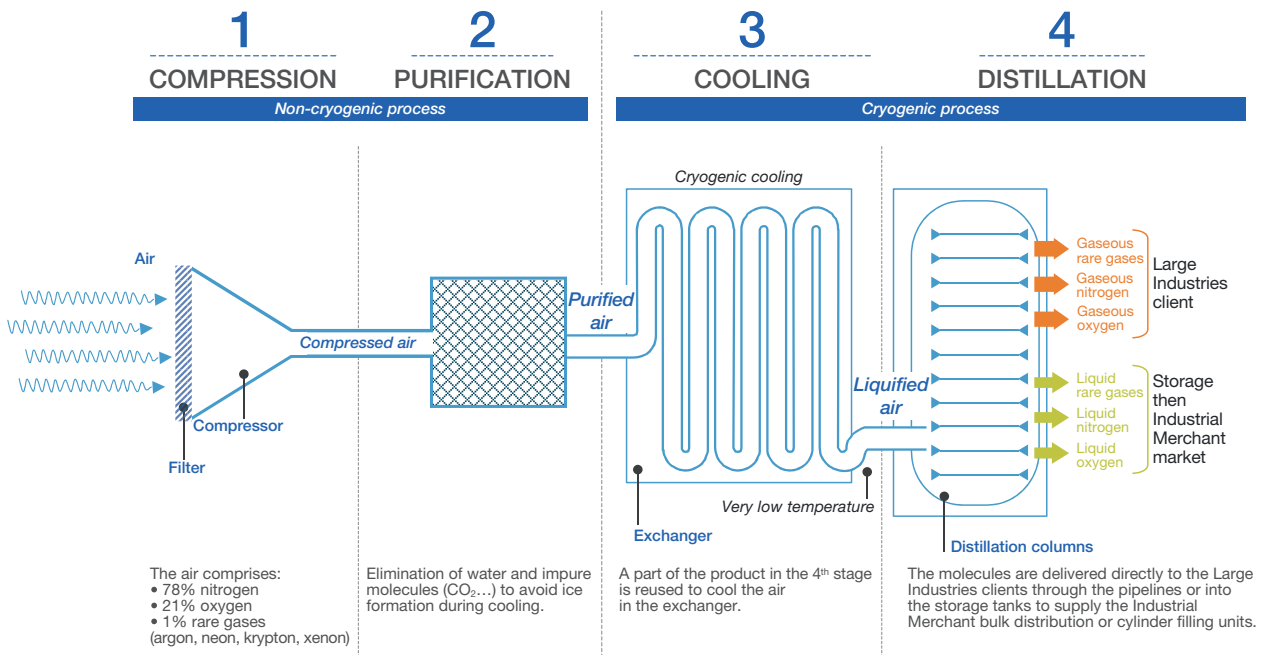 1
COMPRESSION
2
PURIFICATION
Non-cryogenic process
3
COOLING
4
DISTILLATION
Cryogenic process
Air
Filter
Compressor
Compressed air
Purified
air
Cryogenic cooling
Exchanger
Very low temperature
Liquified
air
Distillation columns
Gaseous
rare gases
Gaseous
nitrogen
Gaseous
oxygen
Large
Industries
client
Liquid
rare gases
Liquid
nitrogen
Liquid
oxygen
Storage
then
Industrial
Merchant
market
The air comprises:
• 78% nitrogen
• 21% oxygen
• 1% rare gases
(argon, neon, krypton, xenon)
Elimination of water and impure
molecules (CO₂...) to avoid ice
formation during cooling.
A part of the product in the 4th stage
is reused to cool the air
in the exchanger.
The molecules are delivered directly to the Large
Industries clients through the pipelines or into
the storage tanks to supply the Industrial
Merchant bulk distribution or cylinder filling units.